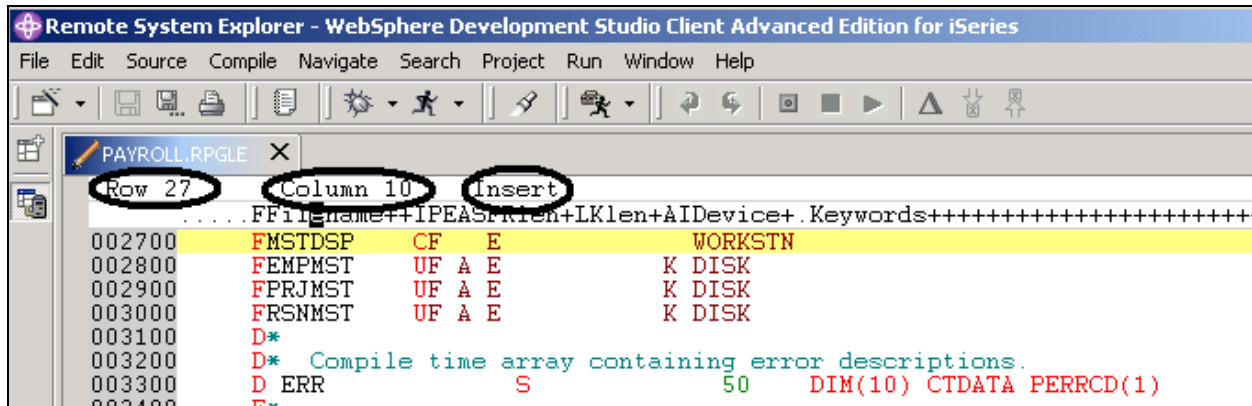 Remote System Explorer - WebSphere Development Studio Client Advanced Edition for iSeries
File Edit Source Compile Navigate Search Project Run Window Help
PAYROLL.RPGLE
Row 27 Column 10 Insert
.....FFilename++IPEASFRlen+LKlen+AIDevice+.Keywords++++++++++++++++++++++
002700 FMSTDSP CF E WORKSTN
002800 FEMPMST UF A E K DISK
002900 FPRJMST UF A E K DISK
003000 FRSNMST UF A E K DISK
003100 D*
003200 D* Compile time array containing error descriptions.
003300 D ERR S 50 DIM(10) CTDATA PERRCD(1)